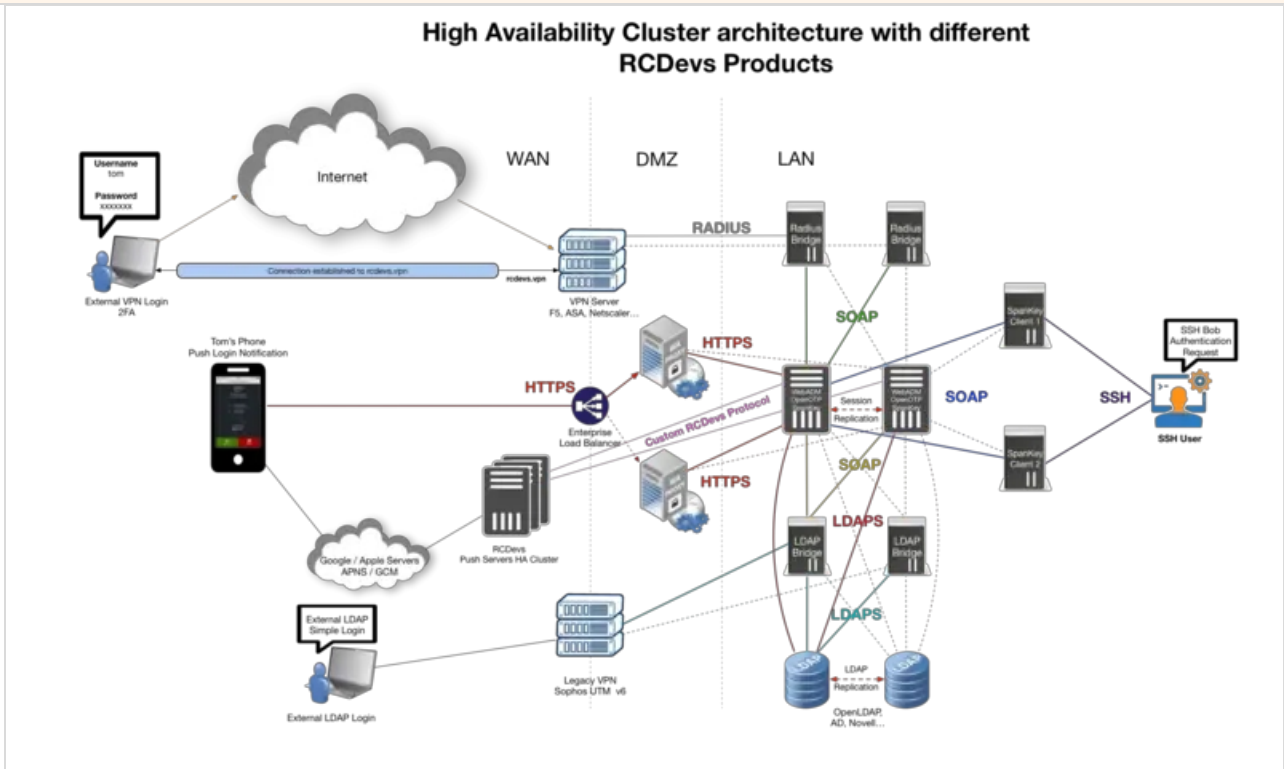 High Availability Cluster architecture with different
RCDevs Products
WAN
DMZ
LAN
Username
tom
Password
xxxxxxx
Internet
External VPN Login
2FA
Connection established to rcdevs.vpn
rcdevs.vpn
VPN Server
F5, ASA, Netscaler...
RADIUS
Radius
Bridge
Radius
Bridge
SOAP
SpanKey
Client 1
Tom's Phone
Push Login Notification
HTTPS
HTTPS
Enterprise
Load Balancer
Custom RCDevs Protocol
HTTPS
WebADM
OpenOTP
SpanKey
WebADM
OpenOTP
SpanKey
Session
Replication
SOAP
SSH
SSH Bob
Authentication
Request
SSH User
SpanKey
Client 2
SOAP
LDAPS
RCDevs
Push Servers HA Cluster
Google / Apple Servers
APNS / GCM
LDAP
Bridge
LDAP
Bridge
LDAPS
External LDAP
Simple Login
External LDAP Login
Legacy VPN
Sophos UTM v6
LDAP
LDAP
LDAP
Replication
OpenLDAP,
AD, Novell...